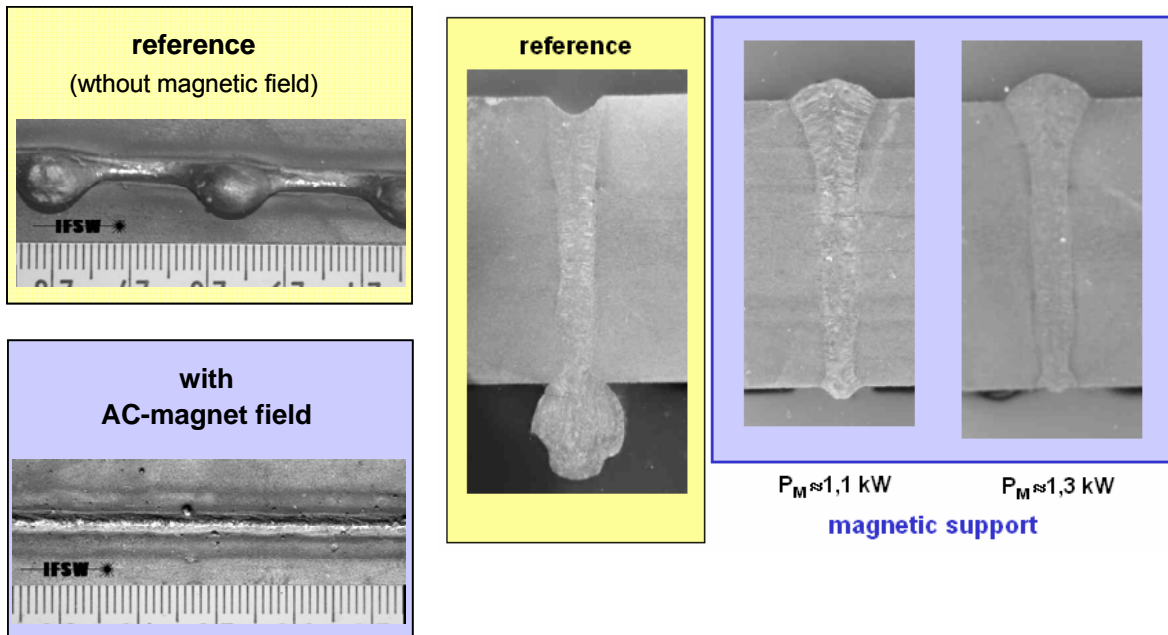 reference
(wthout magnetic field)
IFSW
with
AC-magnet field
IFSW
reference
P_M≈1,1 kW
P_M≈1,3 kW
magnetic support